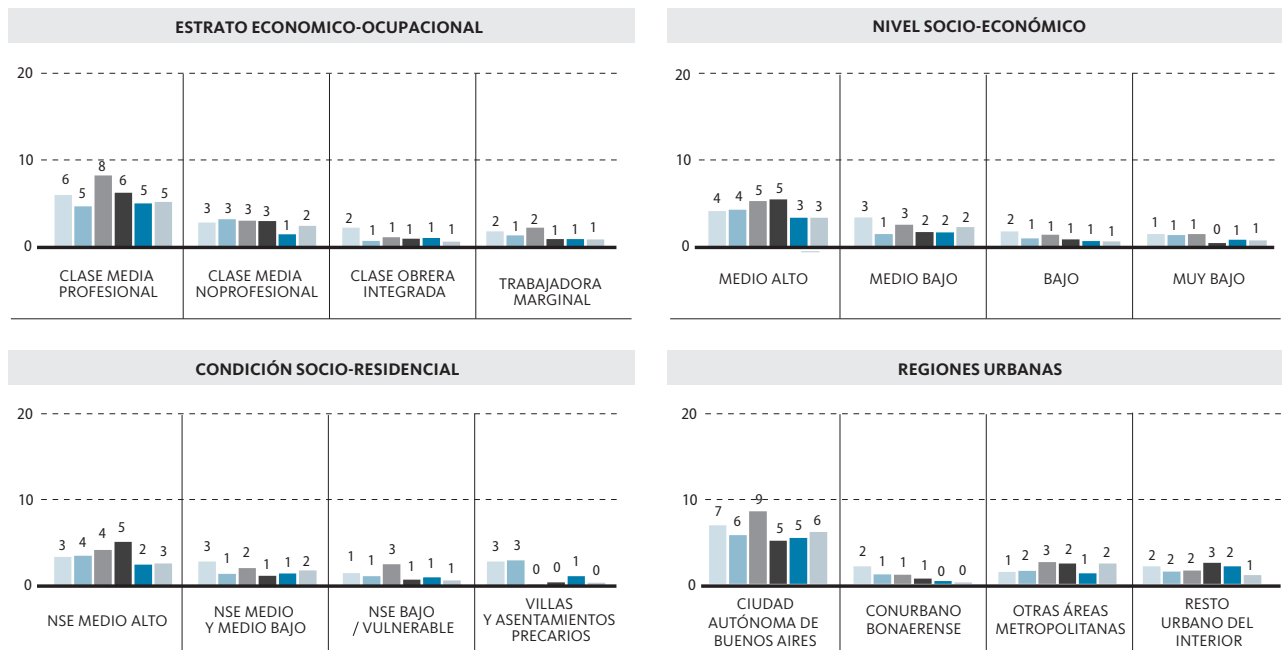 ESTRATO ECONOMICO-OCUPACIONAL
20
10
0
6 5 8 6 5 5
3 3 3 3 1 2
2 1 1 1 1 1
2 1 2 1 1 1
CLASE MEDIA
PROFESIONAL
CLASE MEDIA
NOPROFESIONAL
CLASE OBRERA
INTEGRADA
TRABAJADORA
MARGINAL
NIVEL SOCIO-ECONÓMICO
20
10
0
4 4 5 5 3 3
3 1 3 2 2 2
2 1 1 1 1 1
1 1 1 0 1 1
MEDIO ALTO
MEDIO BAJO
BAJO
MUY BAJO
CONDICIÓN SOCIO-RESIDENCIAL
20
10
0
3 4 4 5 2 3
3 1 2 1 1 2
1 1 3 1 1 1
3 3 0 0 1 0
NSE MEDIO ALTO
NSE MEDIO
Y MEDIO BAJO
NSE BAJO
/ VULNERABLE
VILLAS
Y ASENTAMIENTOS
PRECARIOS
REGIONES URBANAS
20
10
0
7 6 9 5 5 6
2 1 1 1 0 0
1 2 3 2 1 2
2 2 2 3 2 1
CIUDAD
AUTÓNOMA DE
BUENOS AIRES
CONURBANO
BONAERENSE
OTRAS ÁREAS
METROPOLITANAS
RESTO
URBANO DEL
INTERIOR